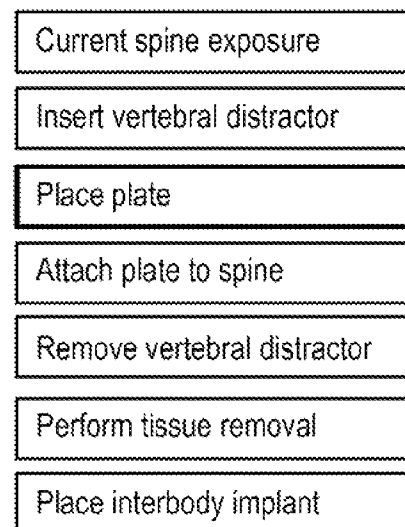 Current spine exposure
Insert vertebral distractor
Place plate
Attach plate to spine
Remove vertebral distractor
Perform tissue removal
Place interbody implant